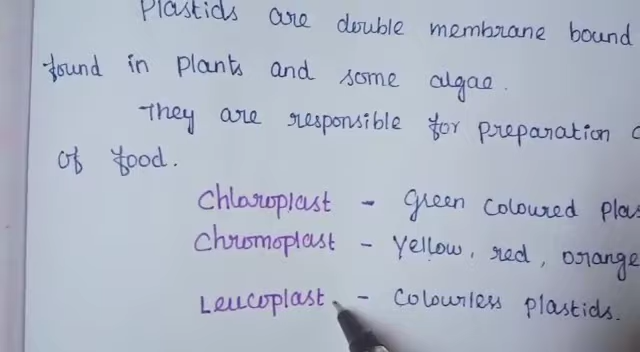 Plastids are double membrane bound
found in plants and some algae.
They are responsible for preparation
of food.
Chloroplast - green coloured
Chromoplast - Yellow, red, orange
Leucoplast - Colourless plastids.